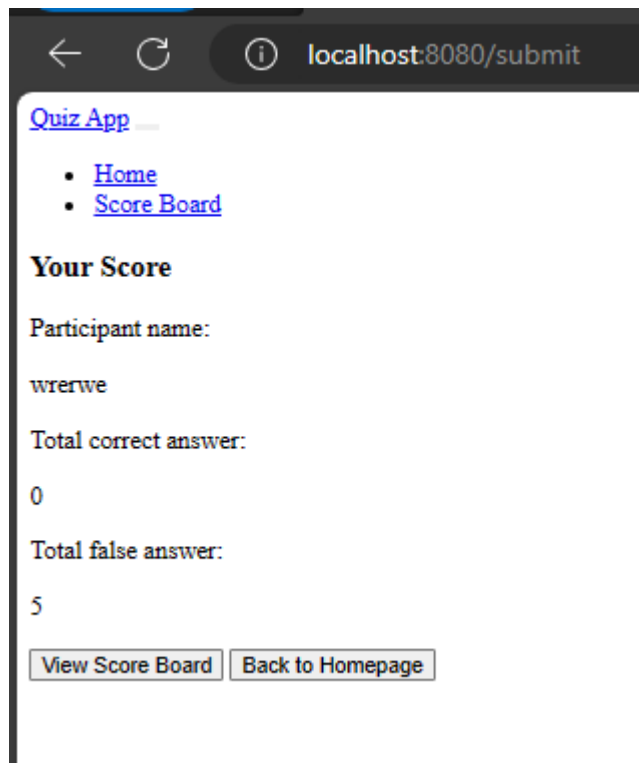 localhost:8080/submit
Quiz App
Home
Score Board
Your Score
Participant name:
wrerwe
Total correct answer:
0
Total false answer:
5
View Score Board Back to Homepage